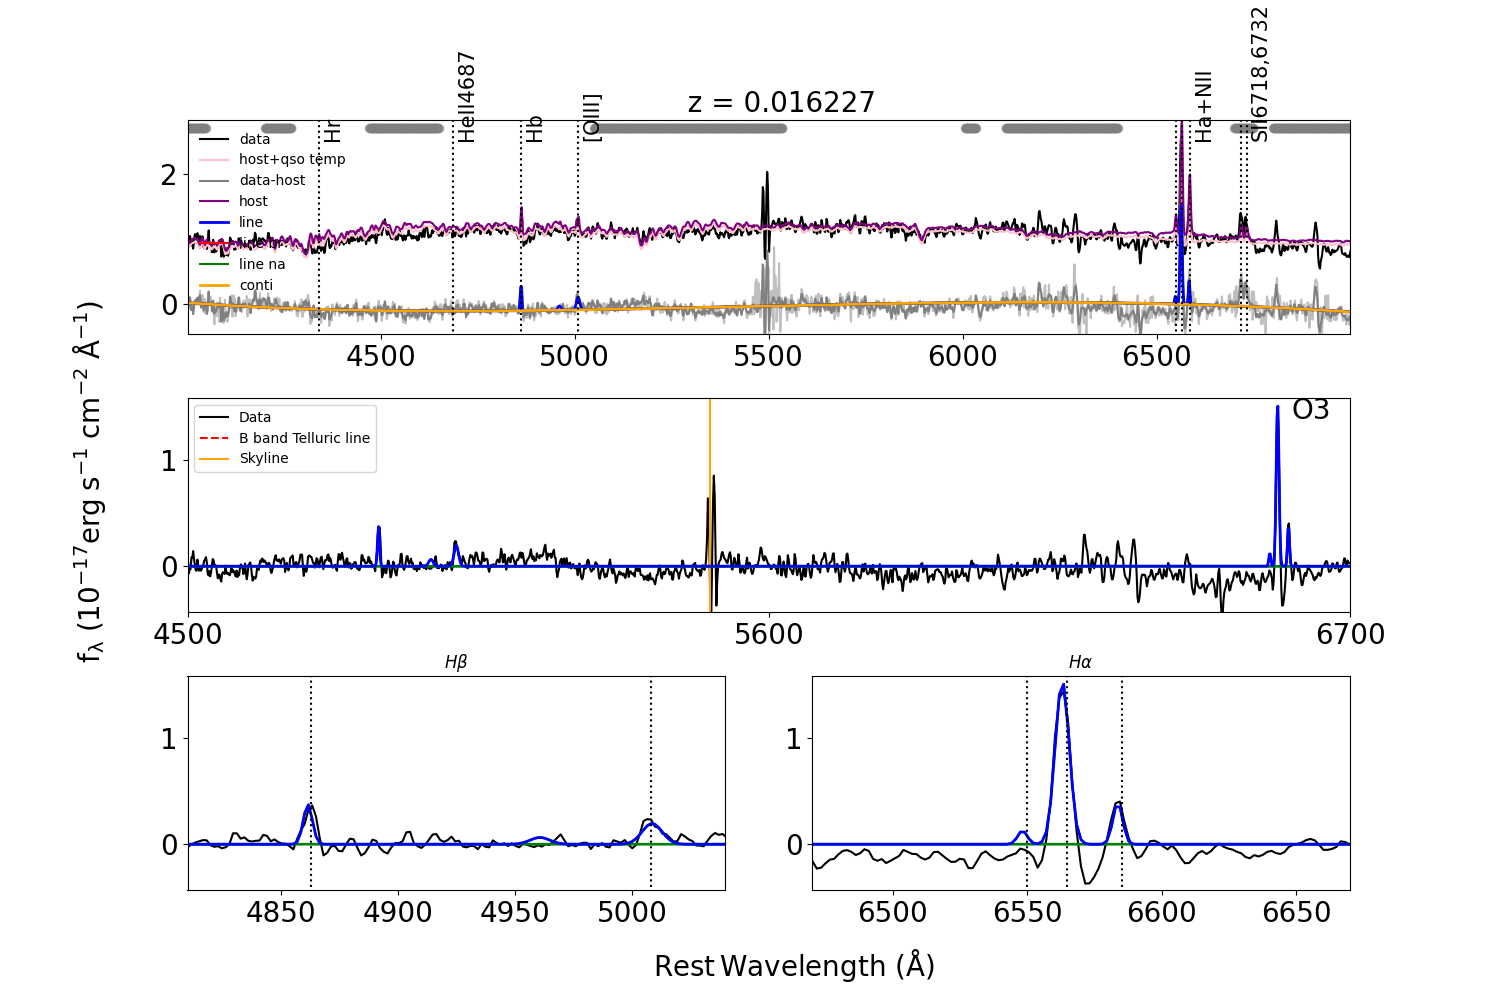 z = 0.016227
Hr
HeII4687
Hb
[OIII]
Ha+NII
SII6718,6732
data
host+qso temp
data-host
host
line
line na
conti
2
0
4500
5000
5500
6000
6500
Data
B band Telluric line
Skyline
O3
1
0
4500
5600
6700
fλ (10⁻¹⁷erg s⁻¹ cm⁻² Å⁻¹)
Hβ
1
0
4850
4900
4950
5000
Hα
1
0
6500
6550
6600
6650
Rest Wavelength (Å)